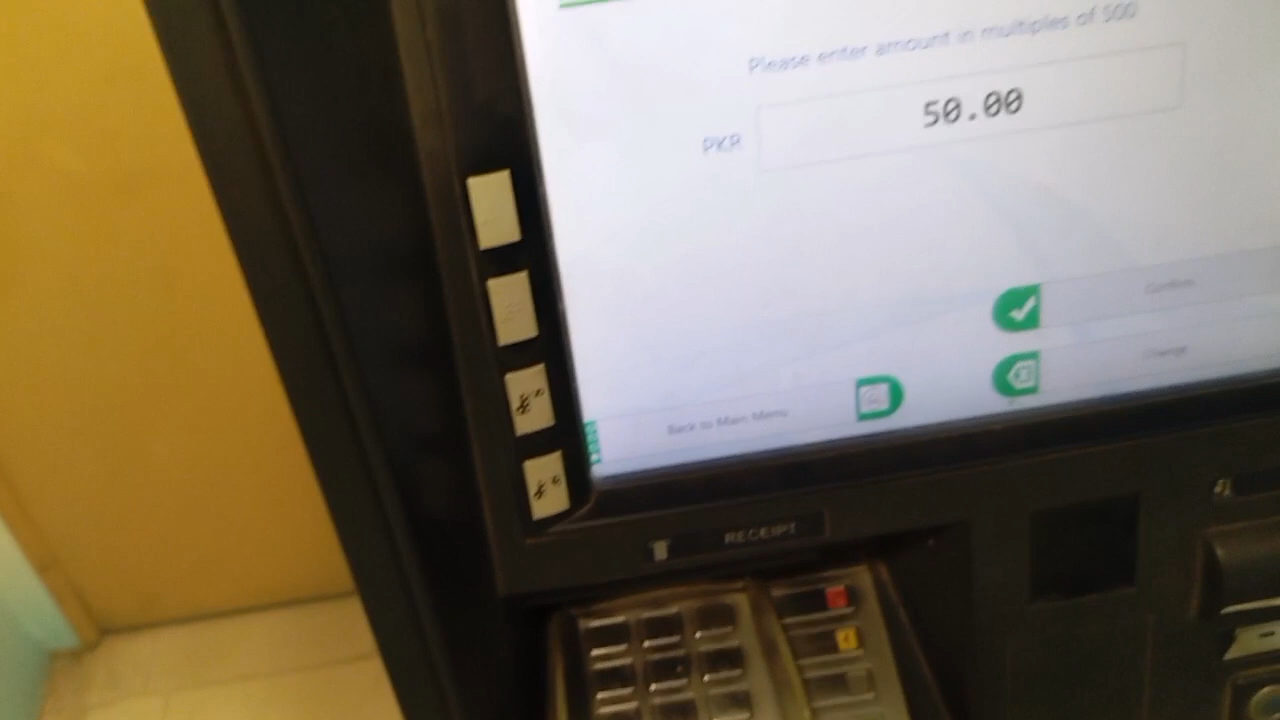 Please enter amount in multiples of 500
PKR
50.00
Confirm
Change
Back to Main Menu
RECEIPT